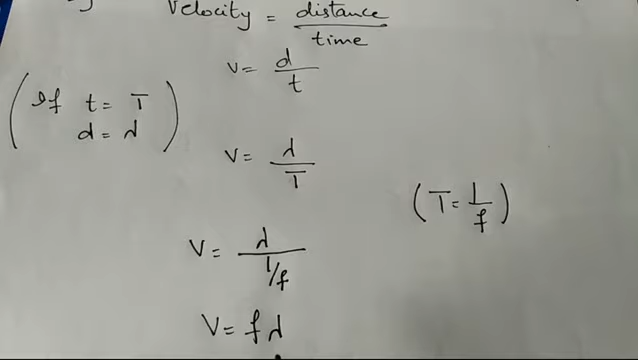 Velocity = distance / time
v = d / t
(If t = T
d = λ)
v = λ / T
(T = 1 / f)
v = λ / 1/f
v = fλ